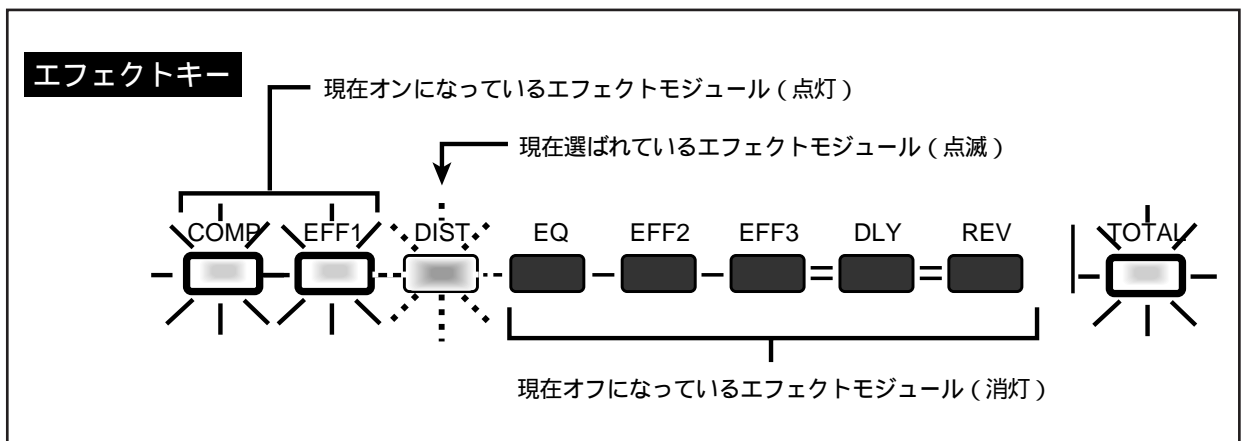 エフェクトキー
現在オンになっているエフェクトモジュール ( 点灯 )
現在選ばれているエフェクトモジュール ( 点滅 )
COMP EFF1 DIST EQ EFF2 EFF3 DLY REV TOTAL
現在オフになっているエフェクトモジュール ( 消灯 )